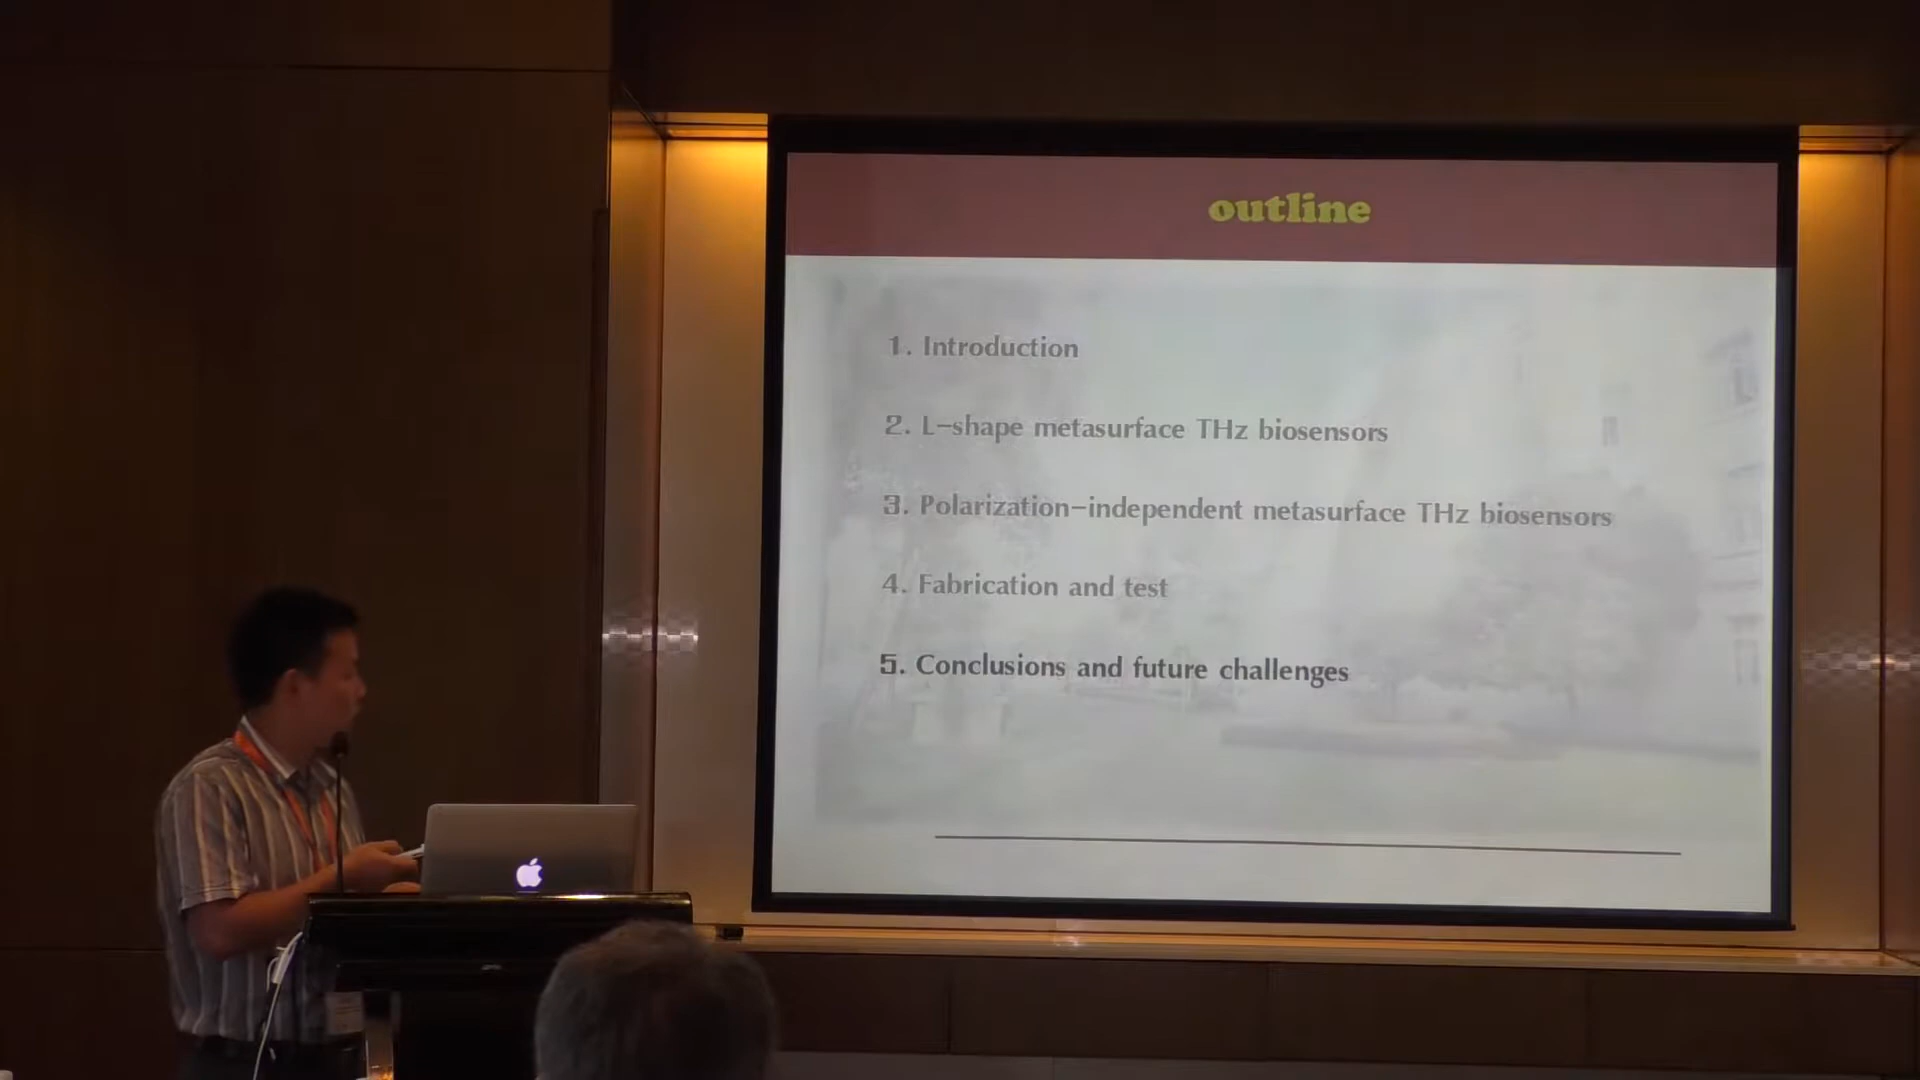 outline
1. Introduction
2. L-shape metasurface THz biosensors
3. Polarization-independent metasurface THz biosensors
4. Fabrication and test
5. Conclusions and future challenges